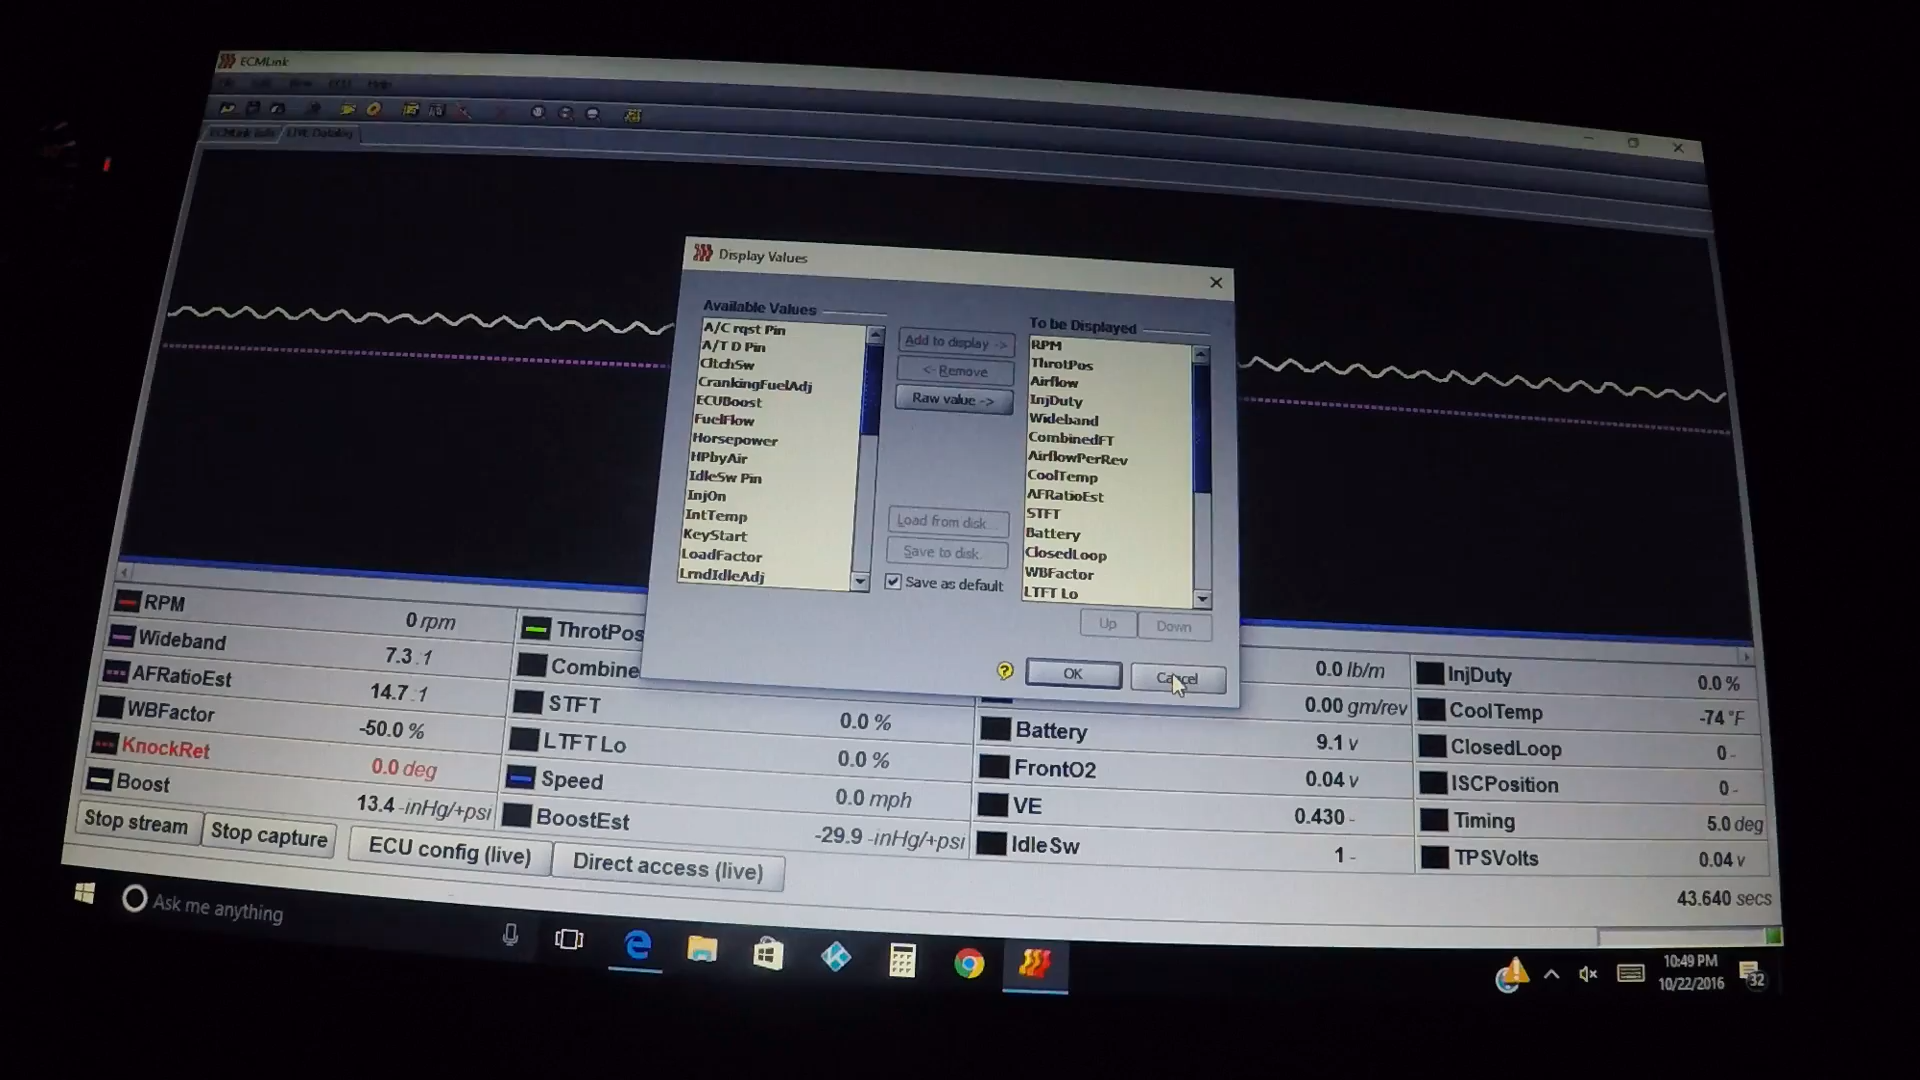 ECMLink
ECMLink Info
LIVE Datalog
Display Values
Available Values
A/C rqst Pin
A/T D Pin
CltchSw
CrankingFuelAdj
ECUBoost
FuelFlow
Horsepower
HPbyAir
IdleSw Pin
InjOn
IntTemp
KeyStart
LoadFactor
LrndIdleAdj
Add to display ->
<- Remove
Raw value ->
Load from disk...
Save to disk...
Save as default
To be Displayed
RPM
ThrotPos
Airflow
InjDuty
Wideband
CombinedFT
AirflowPerRev
CoolTemp
AFRatioEst
STFT
Battery
ClosedLoop
WBFactor
LTFT Lo
Up
Down
OK
Cancel
RPM 0 rpm
Wideband 7.3 :1
AFRatioEst 14.7 :1
WBFactor -50.0 %
KnockRet 0.0 deg
Boost 13.4 -inHg/+psi
ThrotPos
Combine
STFT 0.0 %
LTFT Lo 0.0 %
Speed 0.0 mph
BoostEst -29.9 -inHg/+psi
0.0 lb/m
0.00 gm/rev
Battery 9.1 v
FrontO2 0.04 v
VE 0.430 -
IdleSw 1 -
InjDuty 0.0 %
CoolTemp -74 °F
ClosedLoop 0 -
ISCPosition 0 -
Timing 5.0 deg
TPSVolts 0.04 v
Stop stream
Stop capture
ECU config (live)
Direct access (live)
43.640 secs
Ask me anything
10:49 PM
10/22/2016
32